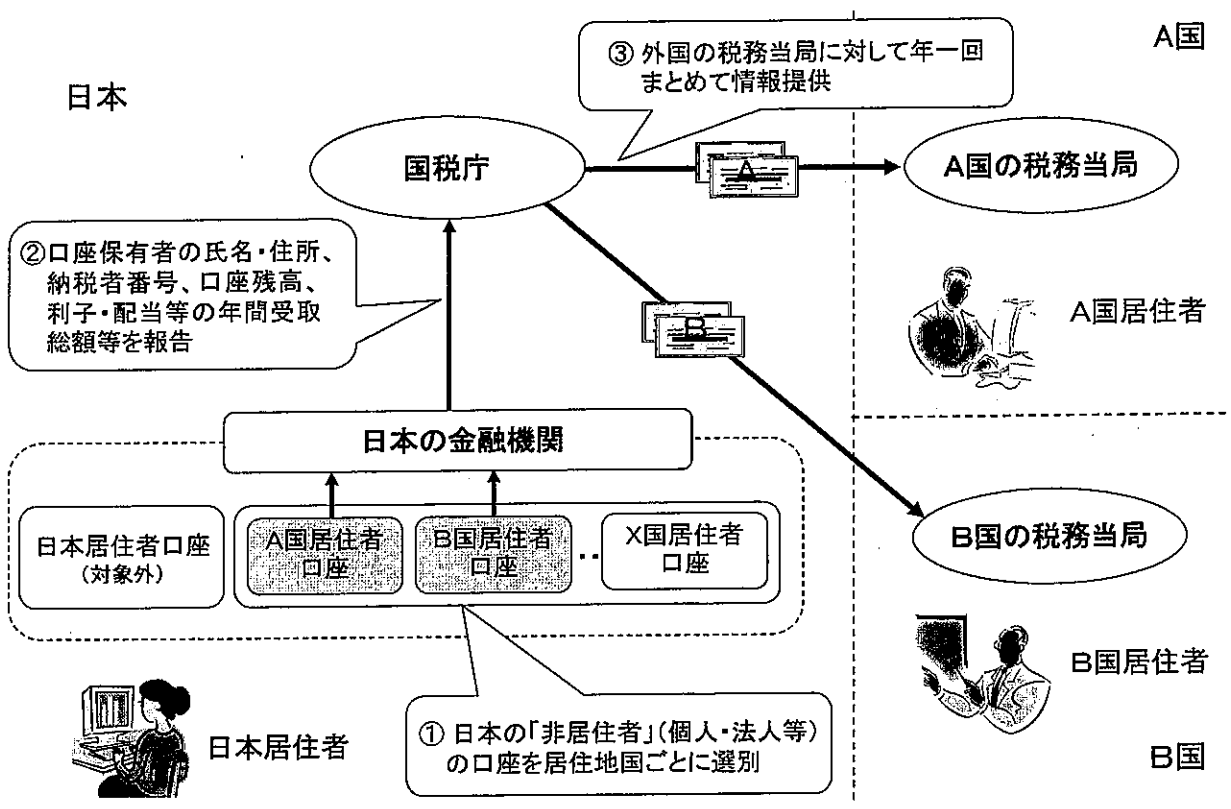 日本
③ 外国の税務当局に対して年一回
まとめて情報提供
A国
国税庁
A
A国の税務当局
②口座保有者の氏名・住所、
納税者番号、口座残高、
利子・配当等の年間受取
総額等を報告
B
A国居住者
日本の金融機関
日本居住者口座
(対象外)
A国居住者
口座
B国居住者
口座
・・
X国居住者
口座
B国の税務当局
B国居住者
① 日本の「非居住者」(個人・法人等)
の口座を居住地国ごとに選別
日本居住者
B国